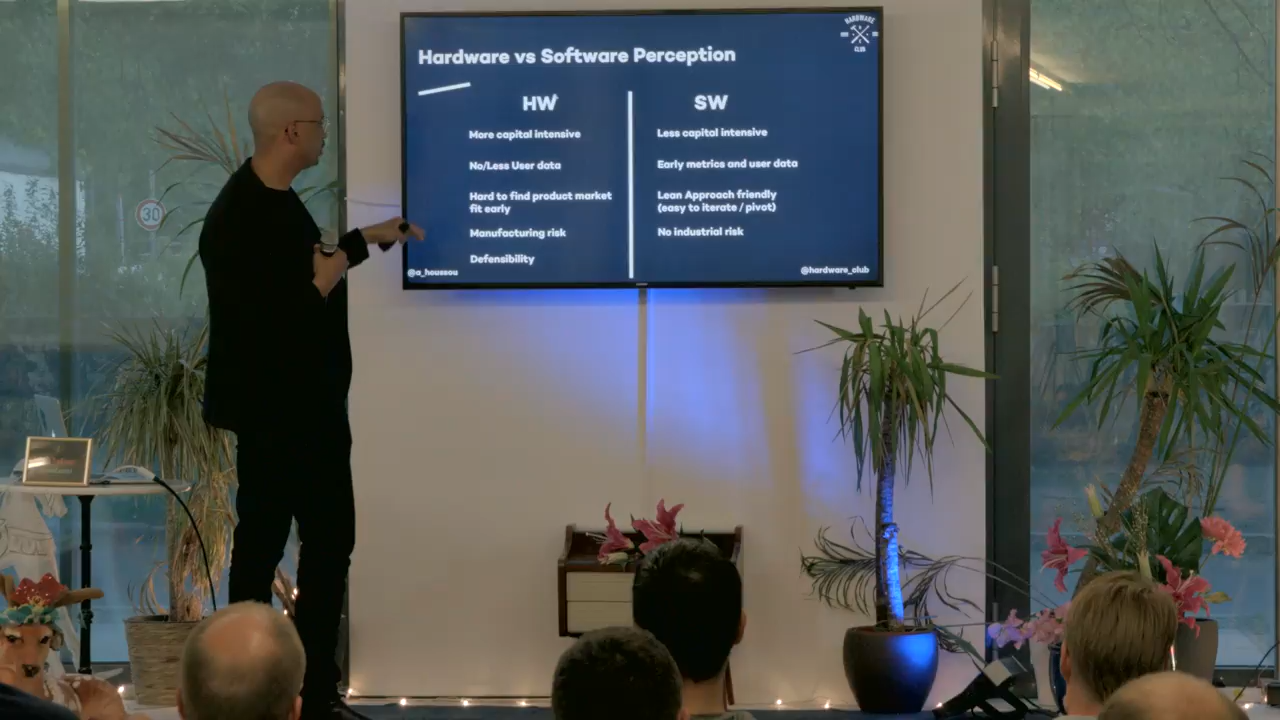 HARDWARE
CLUB
Hardware vs Software Perception
HW
SW
More capital intensive
Less capital intensive
No/Less User data
Early metrics and user data
Hard to find product market
fit early
Lean Approach friendly
(easy to iterate / pivot)
Manufacturing risk
No industrial risk
Defensibility
@a_houssou
@hardware_club
30